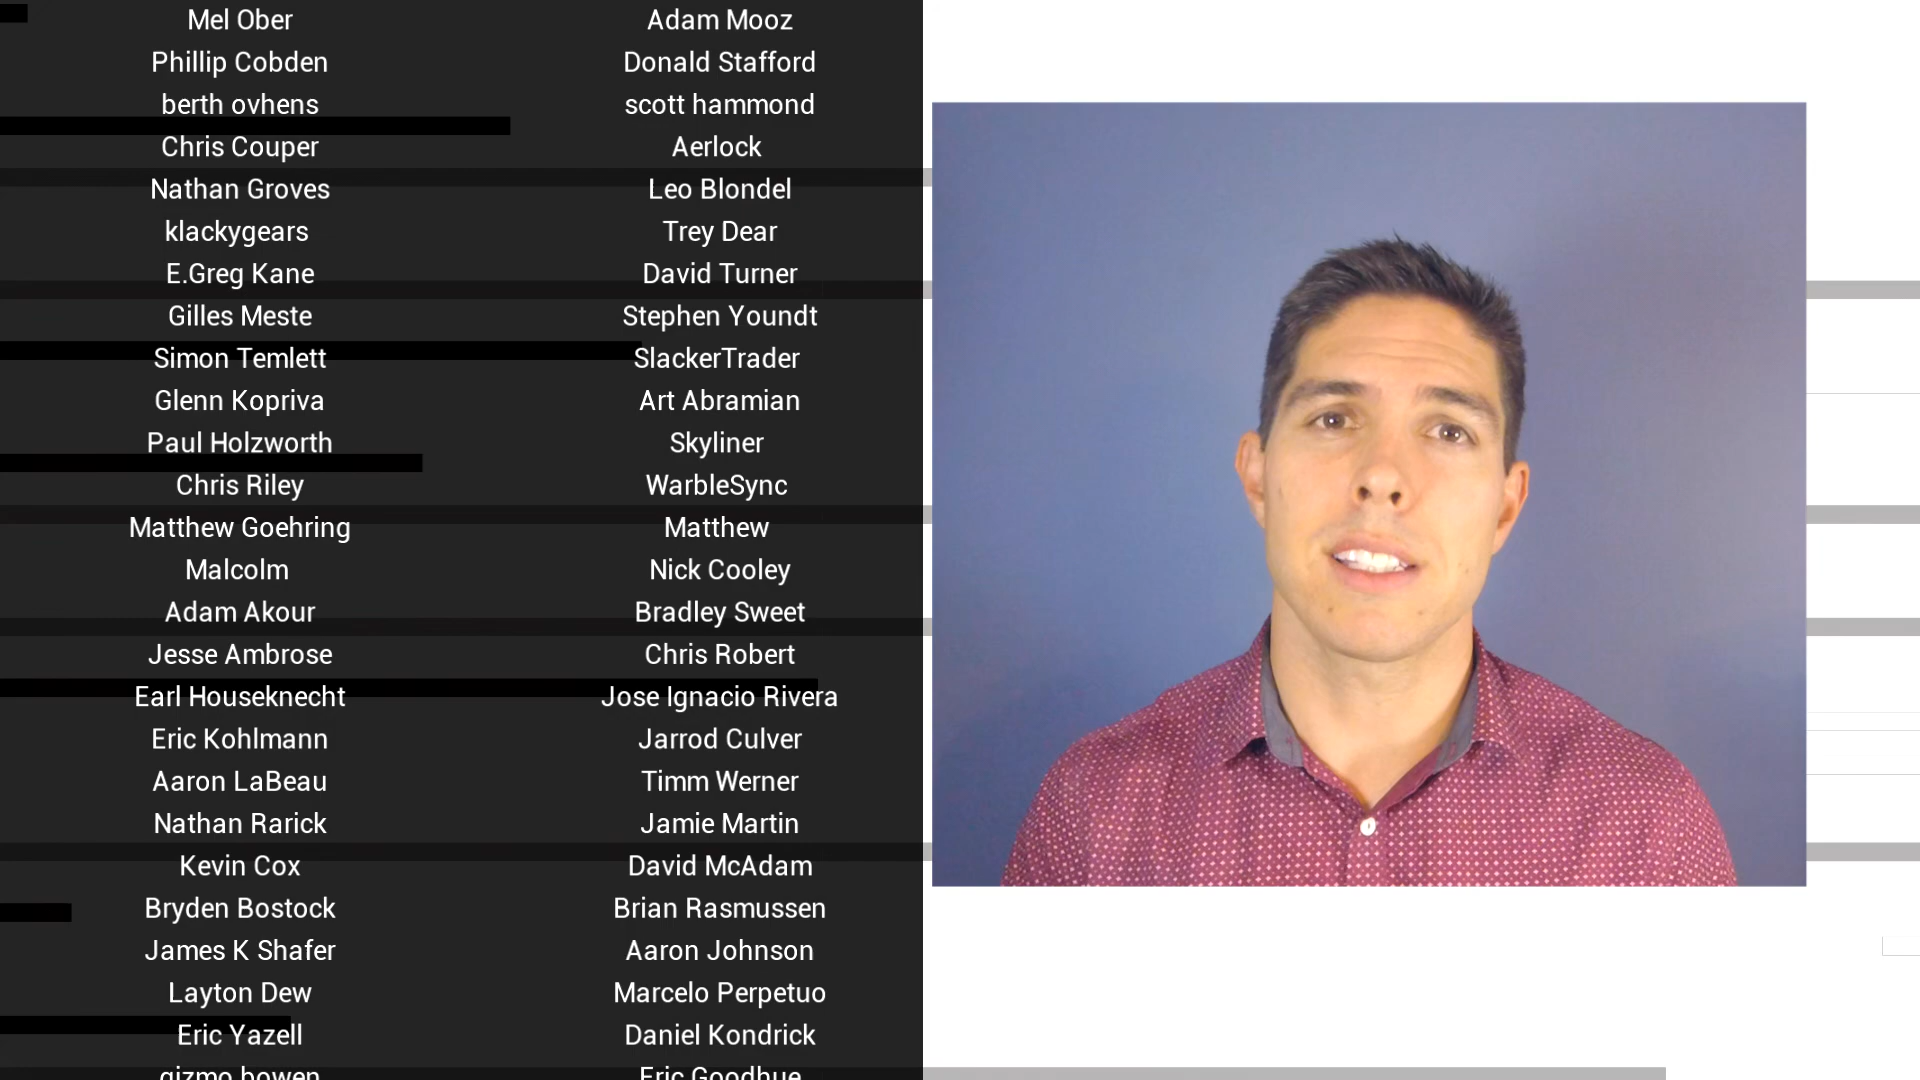 Mel Ober
Phillip Cobden
berth ovhens
Chris Couper
Nathan Groves
klackygears
E.Greg Kane
Gilles Meste
Simon Temlett
Glenn Kopriva
Paul Holzworth
Chris Riley
Matthew Goehring
Malcolm
Adam Akour
Jesse Ambrose
Earl Houseknecht
Eric Kohlmann
Aaron LaBeau
Nathan Rarick
Kevin Cox
Bryden Bostock
James K Shafer
Layton Dew
Eric Yazell
gizmo bowen
Adam Mooz
Donald Stafford
scott hammond
Aerlock
Leo Blondel
Trey Dear
David Turner
Stephen Youndt
SlackerTrader
Art Abramian
Skyliner
WarbleSync
Matthew
Nick Cooley
Bradley Sweet
Chris Robert
Jose Ignacio Rivera
Jarrod Culver
Timm Werner
Jamie Martin
David McAdam
Brian Rasmussen
Aaron Johnson
Marcelo Perpetuo
Daniel Kondrick
Eric Goodhue